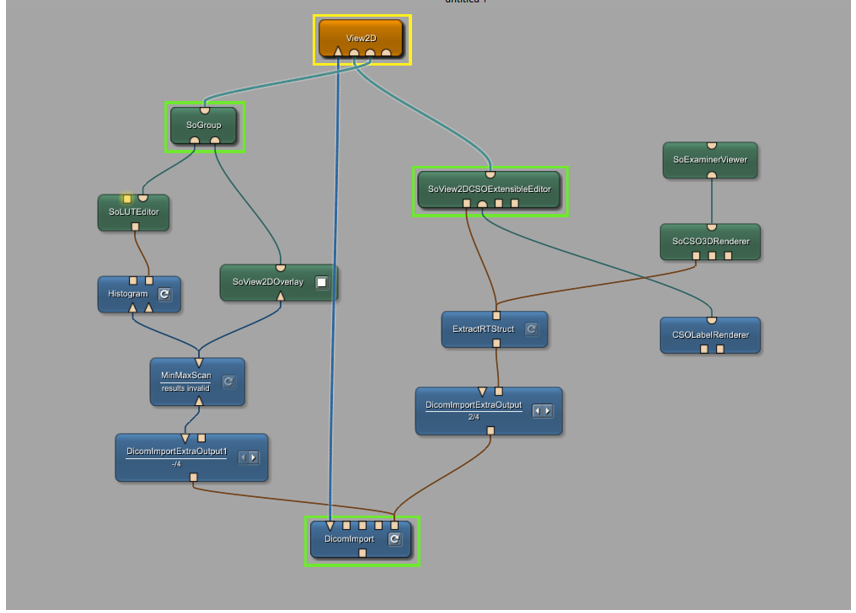 untitled 1
View2D
SoGroup
SoExaminerViewer
SoView2DCSOExtensibleEditor
SoLUTEditor
SoCSO3DRenderer
SoView2DOverlay
Histogram
ExtractRTStruct
CSOLabelRenderer
MinMaxScan
results invalid
DicomImportExtraOutput
2/4
DicomImportExtraOutput1
-/4
DicomImport